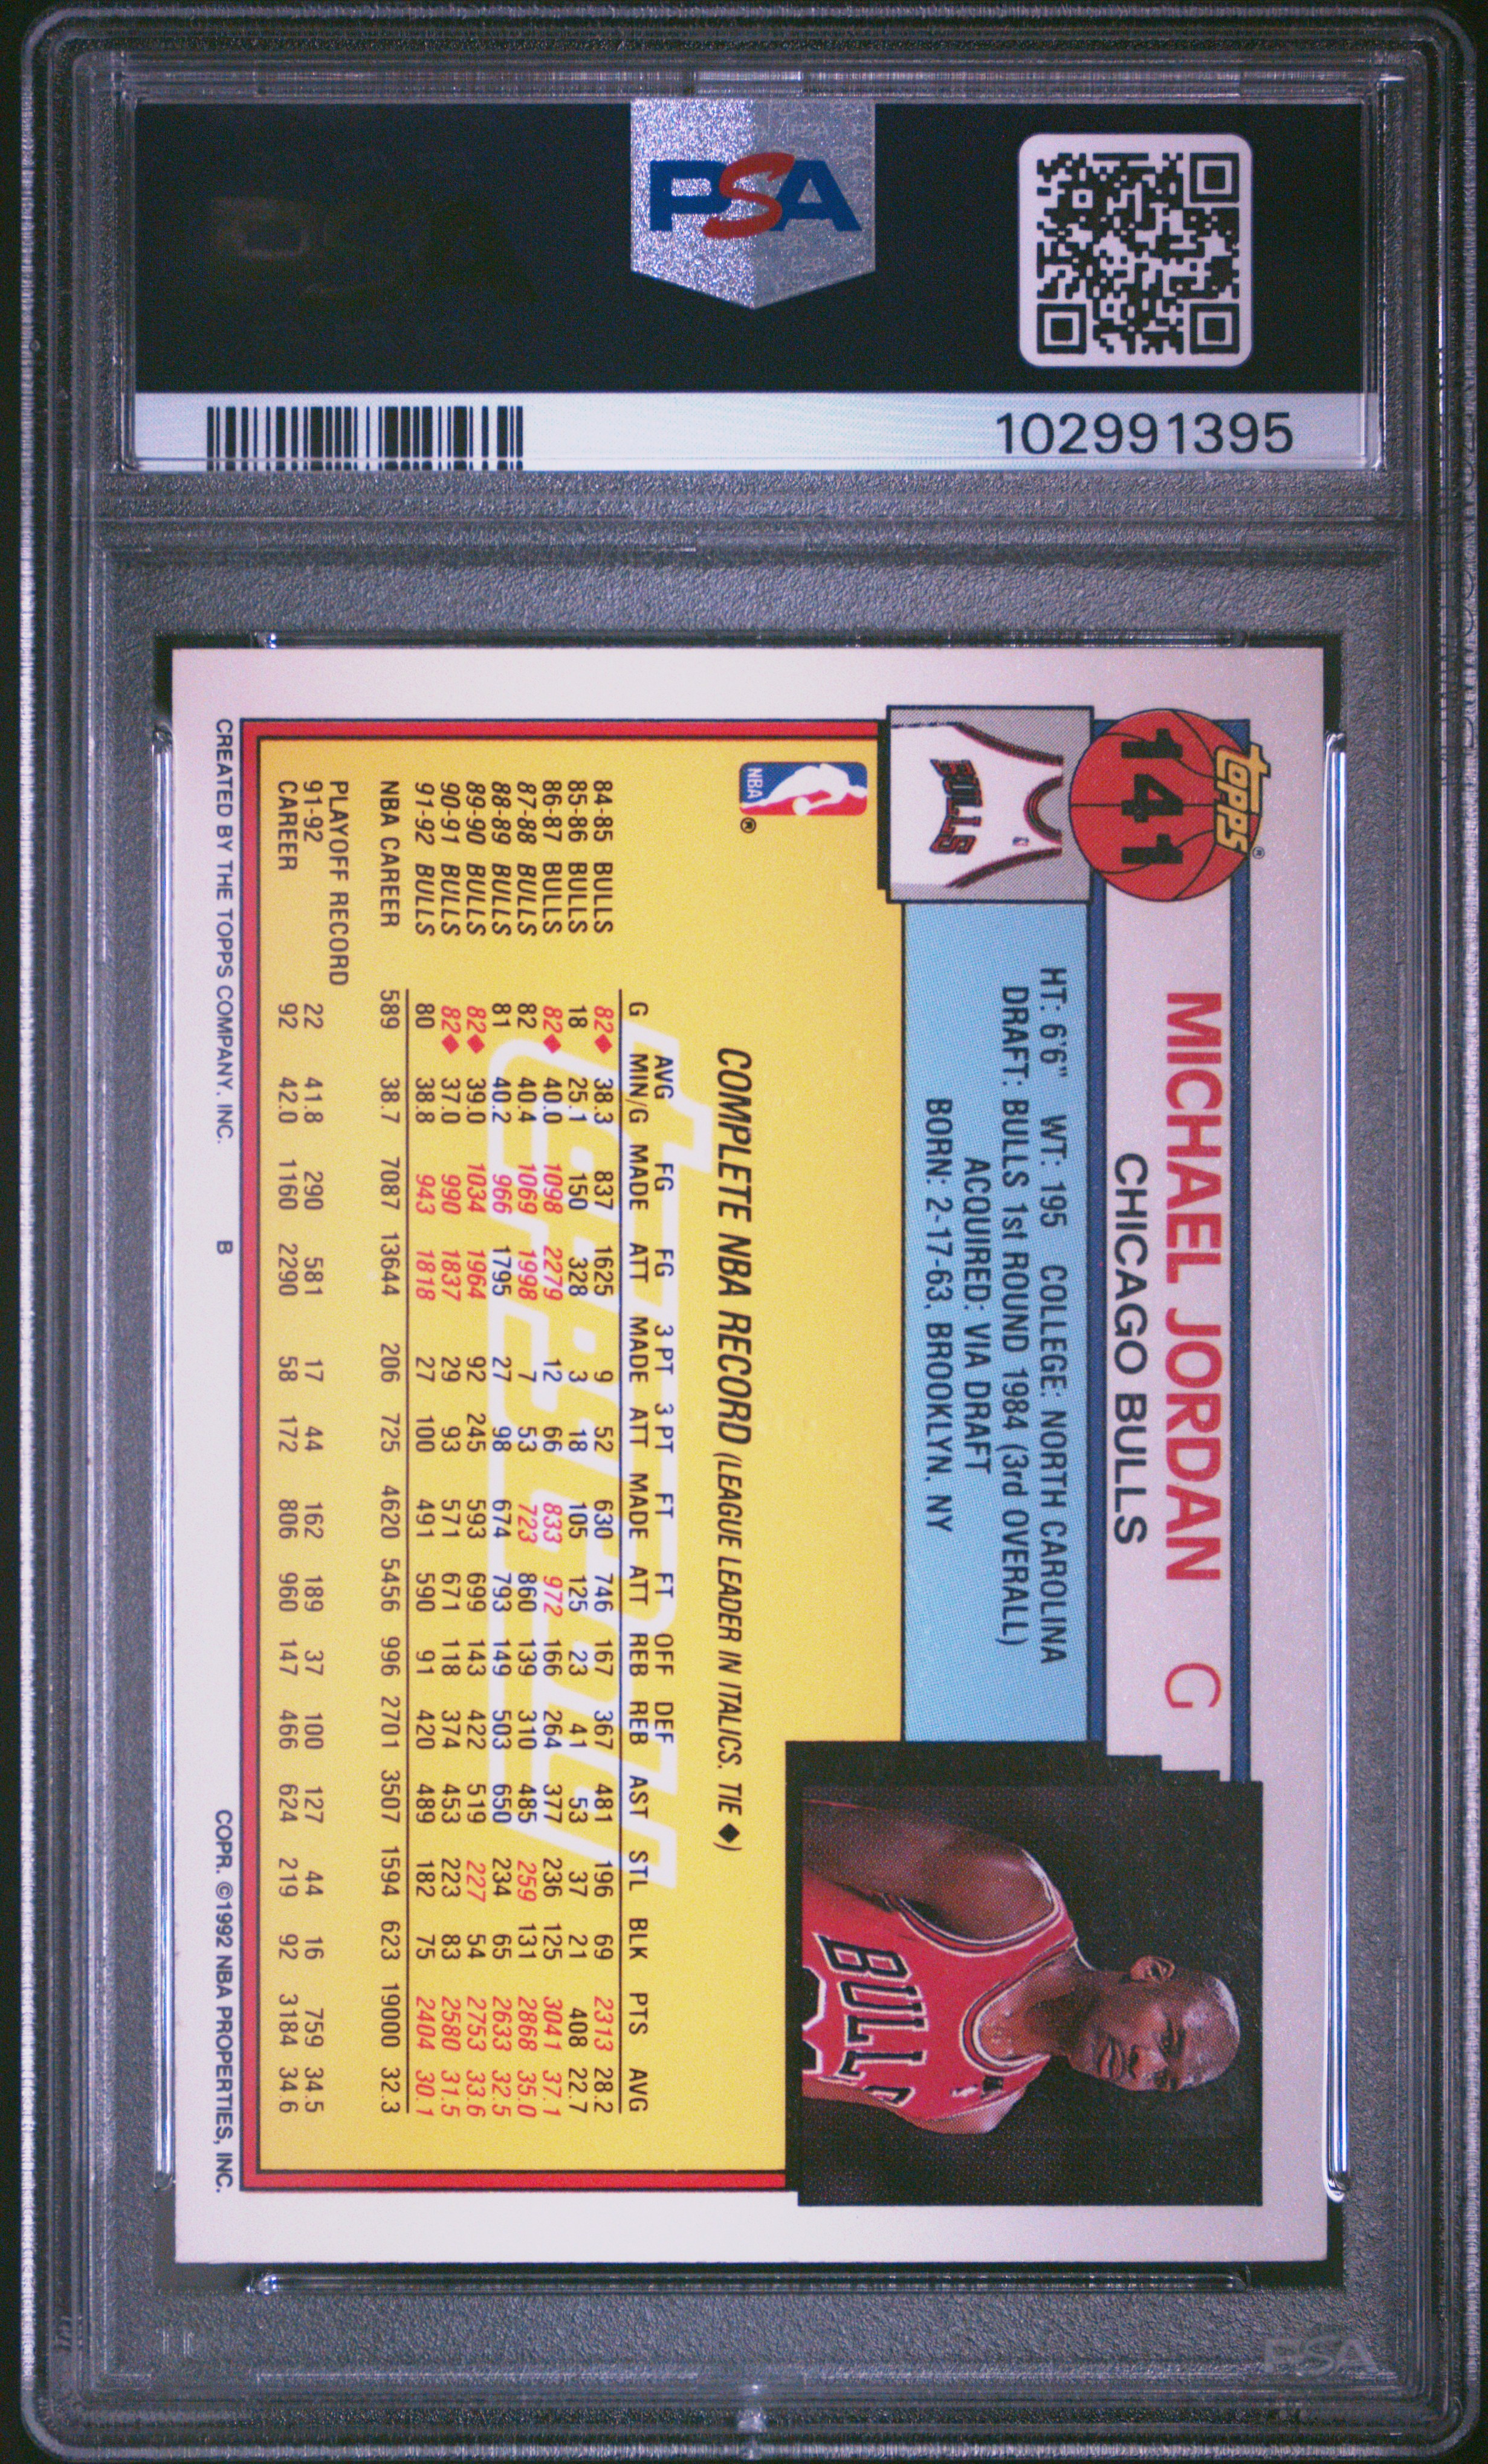 PSA
102991395
topps®
141
MICHAEL JORDAN G
CHICAGO BULLS
HT: 6'6" WT: 195 COLLEGE: NORTH CAROLINA
DRAFT: BULLS 1st ROUND 1984 (3rd OVERALL)
ACQUIRED: VIA DRAFT
BORN: 2-17-63, BROOKLYN, NY
BULLS
NBA ®
BULLS
COMPLETE NBA RECORD (LEAGUE LEADER IN ITALICS. TIE ◆)
AVG FG FG 3 PT 3 PT FT FT OFF DEF
G MIN/G MADE ATT MADE ATT MADE ATT REB REB AST STL BLK PTS AVG
84-85 BULLS 82◆ 38.3 837 1625 9 52 630 746 167 367 481 196 69 2313 28.2
85-86 BULLS 18 25.1 150 328 3 18 105 125 23 41 53 37 21 408 22.7
86-87 BULLS 82◆ 40.0 1098 2279 12 66 833 972 166 264 377 236 125 3041 37.1
87-88 BULLS 82 40.4 1069 1998 7 53 723 860 139 310 485 259 131 2868 35.0
88-89 BULLS 81 40.2 966 1795 27 98 674 793 149 503 650 234 65 2633 32.5
89-90 BULLS 82◆ 39.0 1034 1964 92 245 593 699 143 422 519 227 54 2753 33.6
90-91 BULLS 82◆ 37.0 990 1837 29 93 571 671 118 374 453 223 83 2580 31.5
91-92 BULLS 80 38.8 943 1818 27 100 491 590 91 420 489 182 75 2404 30.1
NBA CAREER 589 38.7 7087 13644 206 725 4620 5456 996 2701 3507 1594 623 19000 32.3
PLAYOFF RECORD
91-92 22 41.8 290 581 17 44 162 189 37 100 127 44 16 759 34.5
CAREER 92 42.0 1160 2290 58 172 806 960 147 466 624 219 92 3184 34.6
CREATED BY THE TOPPS COMPANY, INC. B COPR. ©1992 NBA PROPERTIES, INC.
PSA